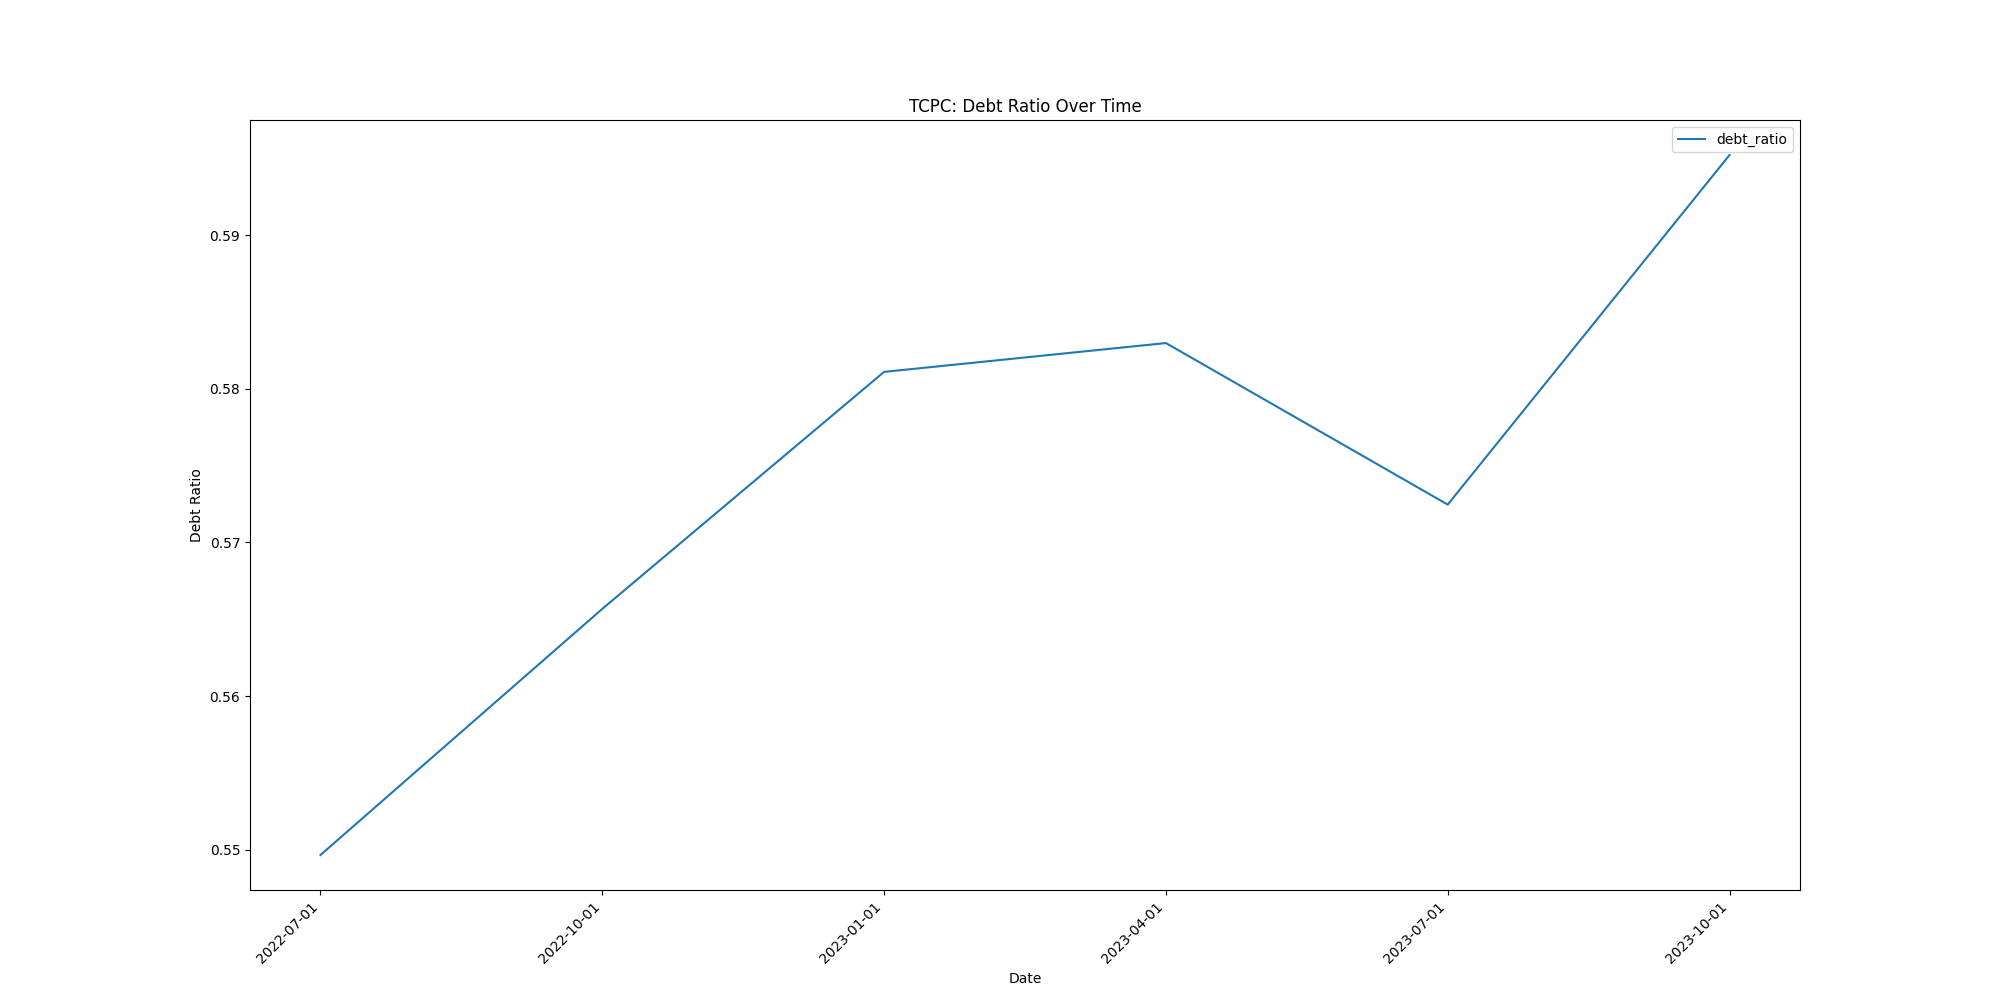 TCPC: Debt Ratio Over Time
debt_ratio
Debt Ratio
0.59
0.58
0.57
0.56
0.55
2022-07-01
2022-10-01
2023-01-01
2023-04-01
2023-07-01
2023-10-01
Date